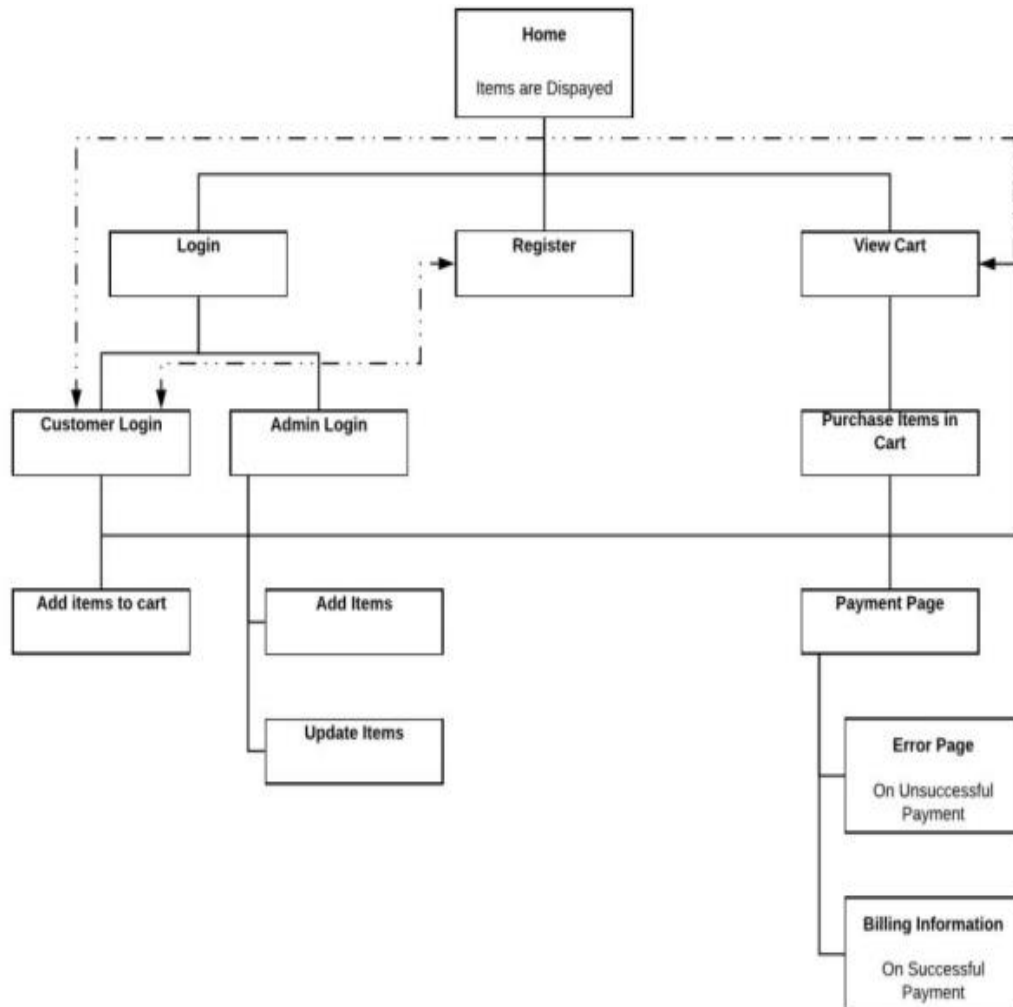 Home
Items are Dispayed
Login
Register
View Cart
Customer Login
Admin Login
Purchase Items in
Cart
Add items to cart
Add Items
Payment Page
Update Items
Error Page
On Unsuccessful
Payment
Billing Information
On Successful
Payment